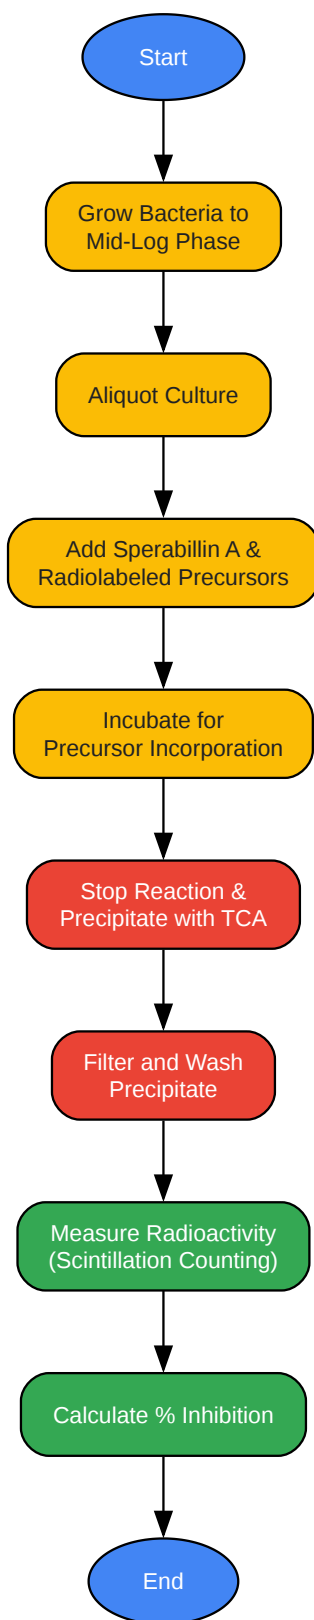 Start
Grow Bacteria to
Mid-Log Phase
Aliquot Culture
Add Sperabillin A &
Radiolabeled Precursors
Incubate for
Precursor Incorporation
Stop Reaction &
Precipitate with TCA
Filter and Wash
Precipitate
Measure Radioactivity
(Scintillation Counting)
Calculate % Inhibition
End